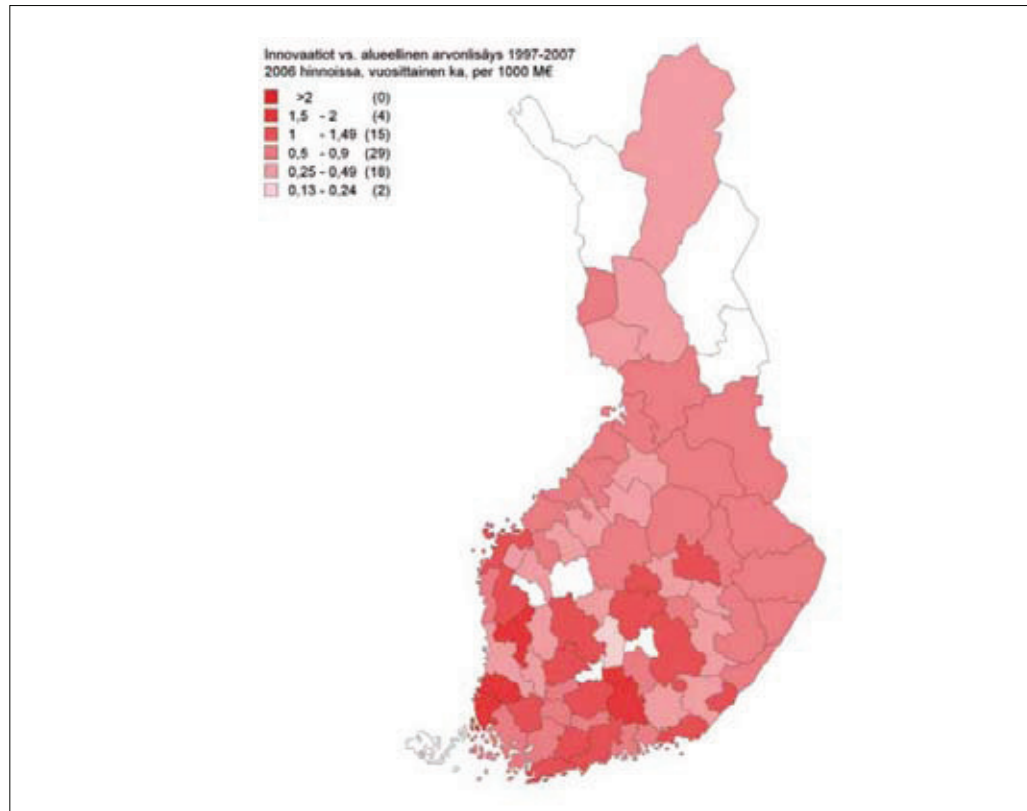 Innovaatiot vs. alueellinen arvonlisäys 1997-2007
2006 hinnoissa, vuosittainen ka, per 1000 M€
>2 (0)
1,5 - 2 (4)
1 - 1,49 (15)
0,5 - 0,9 (29)
0,25 - 0,49 (18)
0,13 - 0,24 (2)